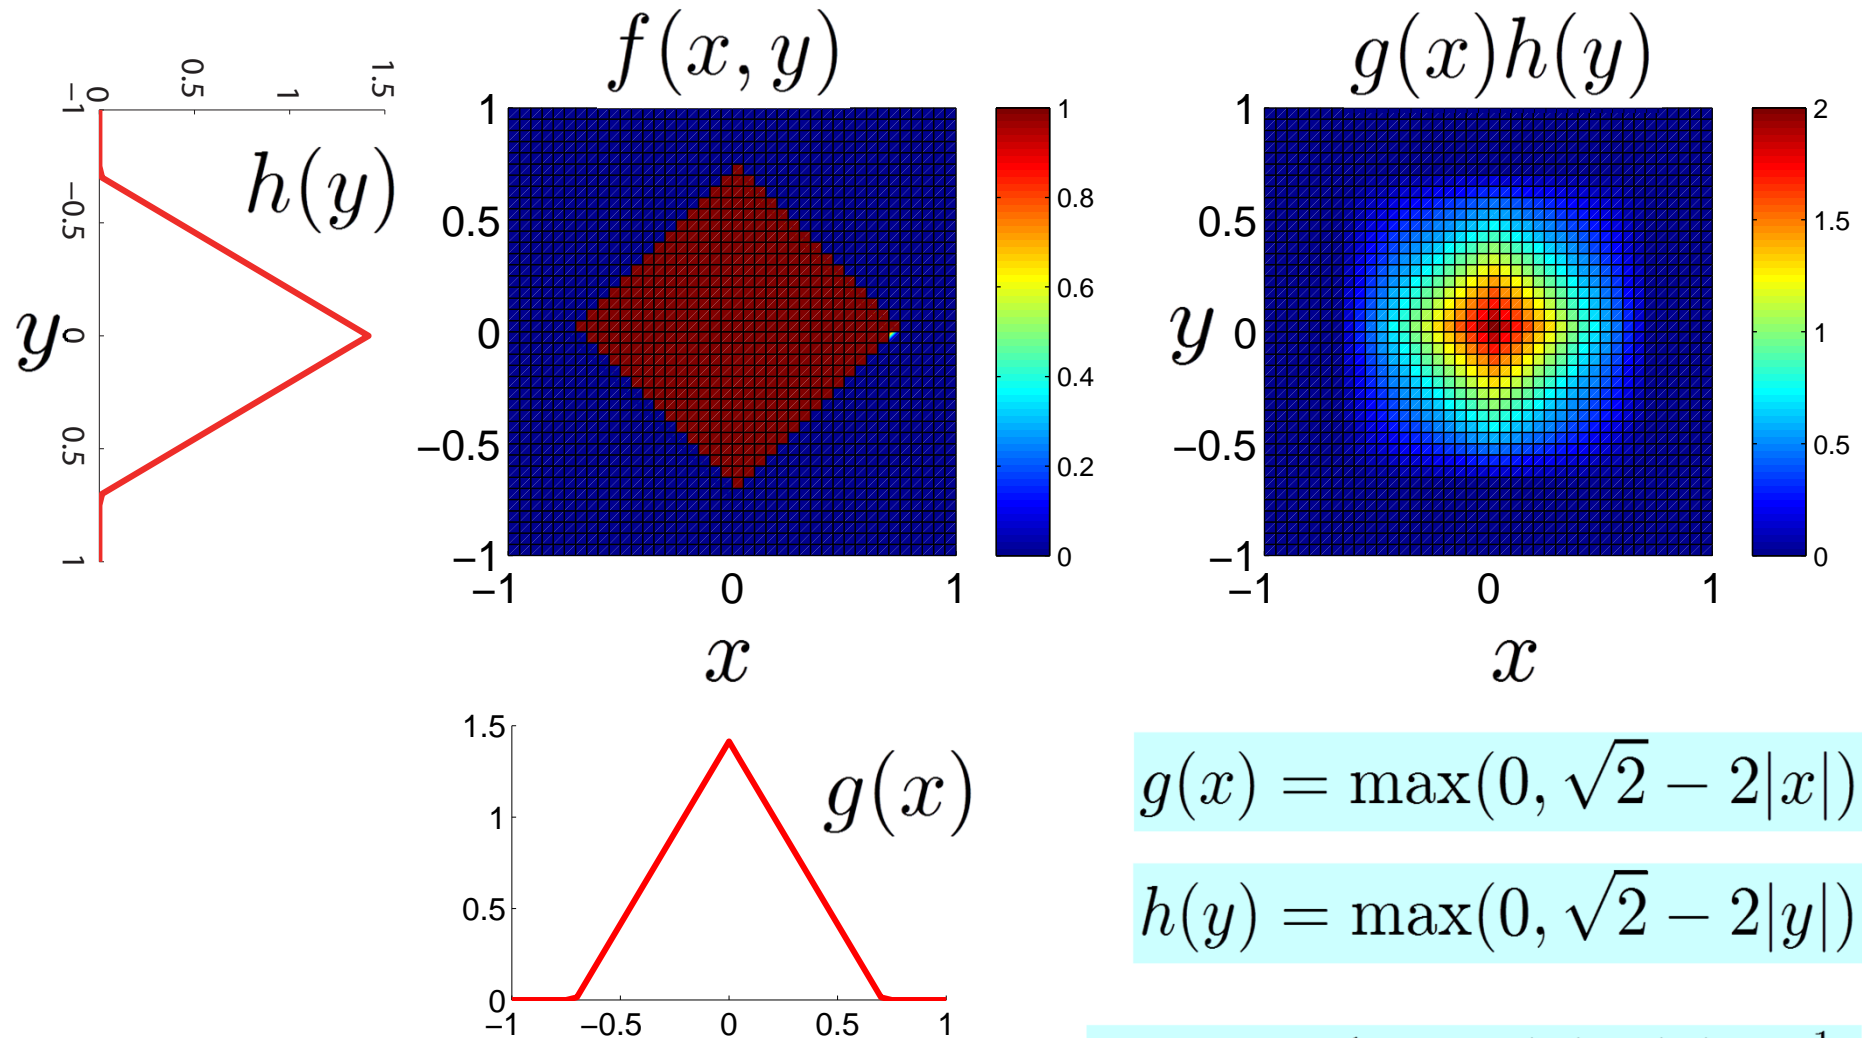 f(x, y)
g(x)h(y)
0 0.5 1 1.5
−1 −0.5 0 0.5 1
h(y)
y
1
0.5
0
−0.5
−1
−1 0 1
x
1
0.8
0.6
0.4
0.2
0
y
1
0.5
0
−0.5
−1
−1 0 1
x
2
1.5
1
0.5
0
1.5
1
0.5
0
−1 −0.5 0 0.5 1
g(x)
g(x) = max(0, √2 − 2|x|)
h(y) = max(0, √2 − 2|y|)